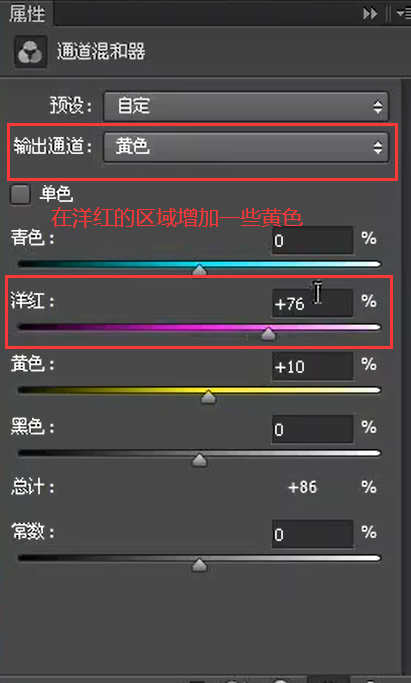 属性
通道混和器
预设： 自定
输出通道： 黄色
单色
在洋红的区域增加一些黄色
青色： 0 %
洋红： +76 %
黄色： +10 %
黑色： 0 %
总计： +86 %
常数： 0 %